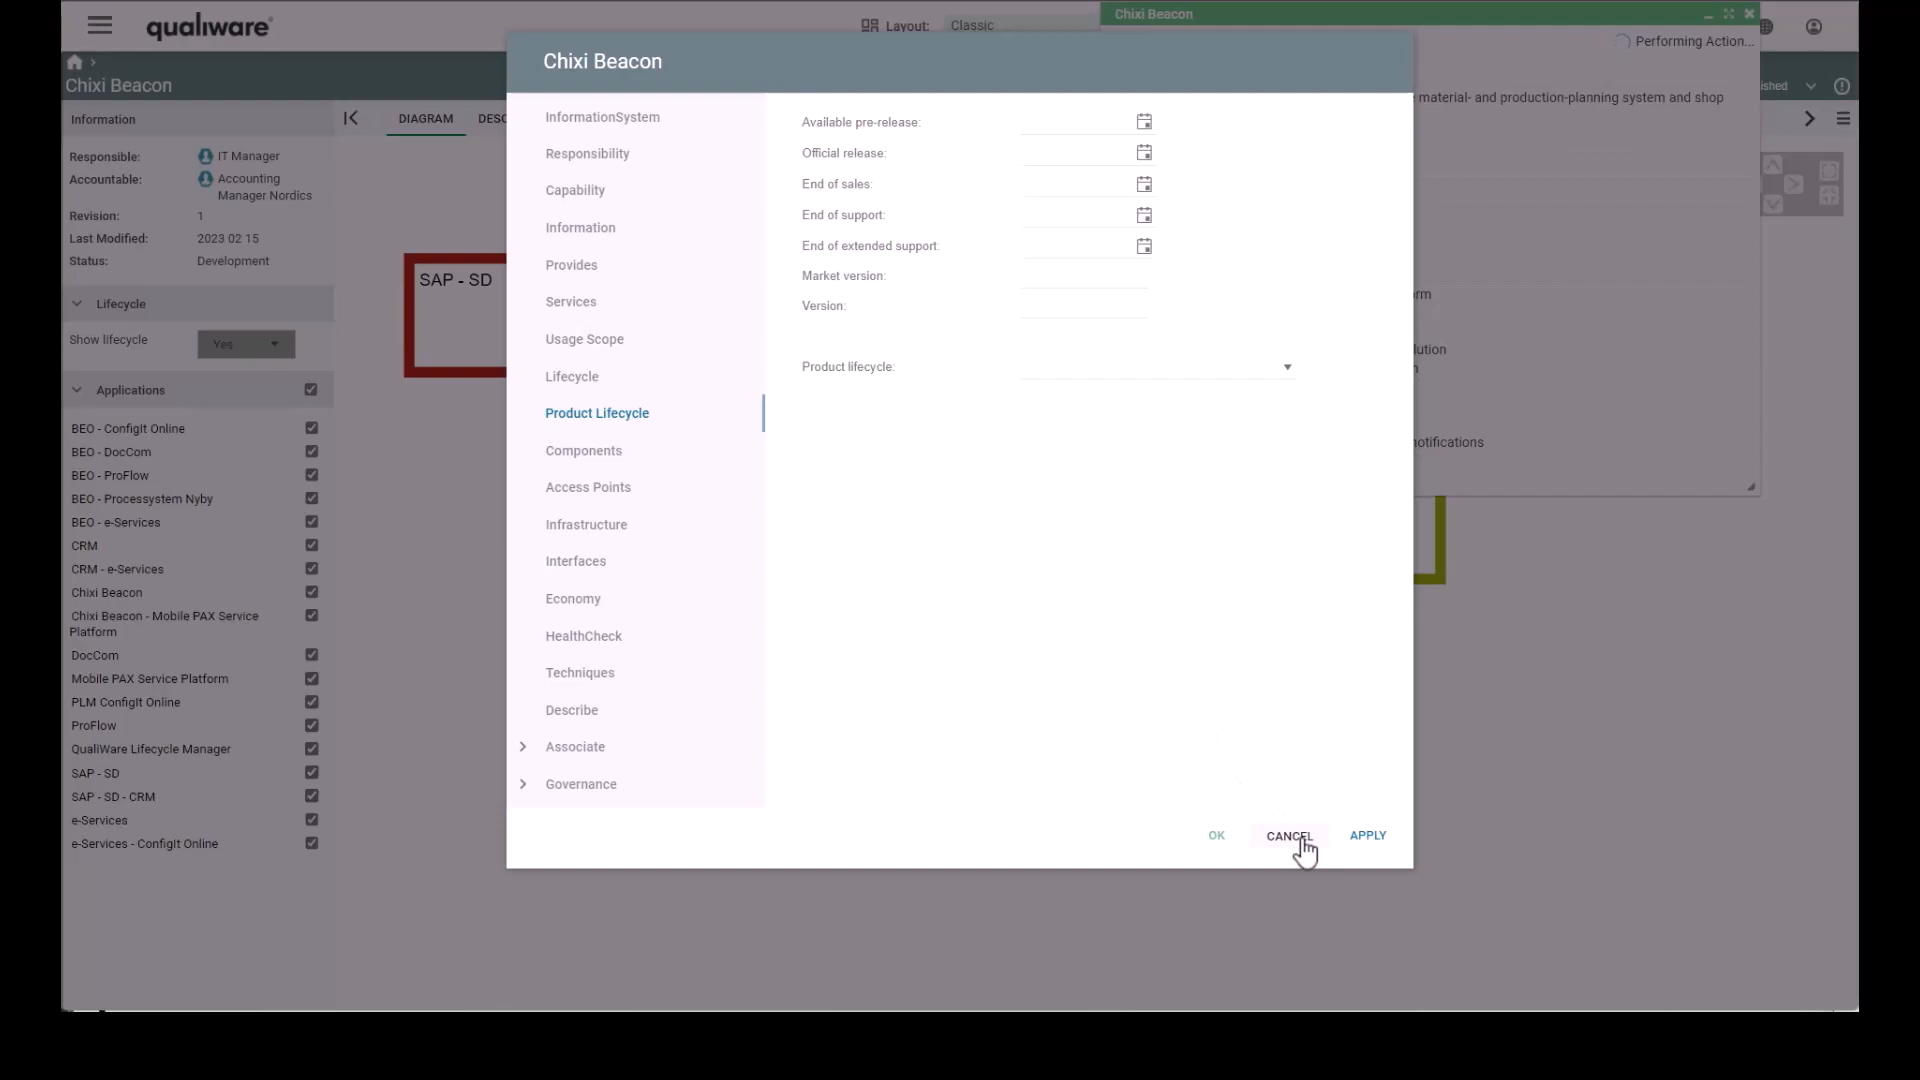 qualiware
Layout: Classic
Chixi Beacon
Performing Action...
Chixi Beacon
Chixi Beacon
ished
Information
DIAGRAM
DESC
material- and production-planning system and shop
Responsible: IT Manager
Accountable: Accounting
Manager Nordics
Revision: 1
Last Modified: 2023 02 15
Status: Development
Lifecycle
Show lifecycle Yes
Applications
BEO - ConfigIt Online
BEO - DocCom
BEO - ProFlow
BEO - Processystem Nyby
BEO - e-Services
CRM
CRM - e-Services
Chixi Beacon
Chixi Beacon - Mobile PAX Service
Platform
DocCom
Mobile PAX Service Platform
PLM ConfigIt Online
ProFlow
QualiWare Lifecycle Manager
SAP - SD
SAP - SD - CRM
e-Services
e-Services - ConfigIt Online
SAP - SD
InformationSystem
Responsibility
Capability
Information
Provides
Services
Usage Scope
Lifecycle
Product Lifecycle
Components
Access Points
Infrastructure
Interfaces
Economy
HealthCheck
Techniques
Describe
Associate
Governance
Available pre-release:
Official release:
End of sales:
End of support:
End of extended support:
Market version:
Version:
Product lifecycle:
OK
CANCEL
APPLY
rm
lution
notifications